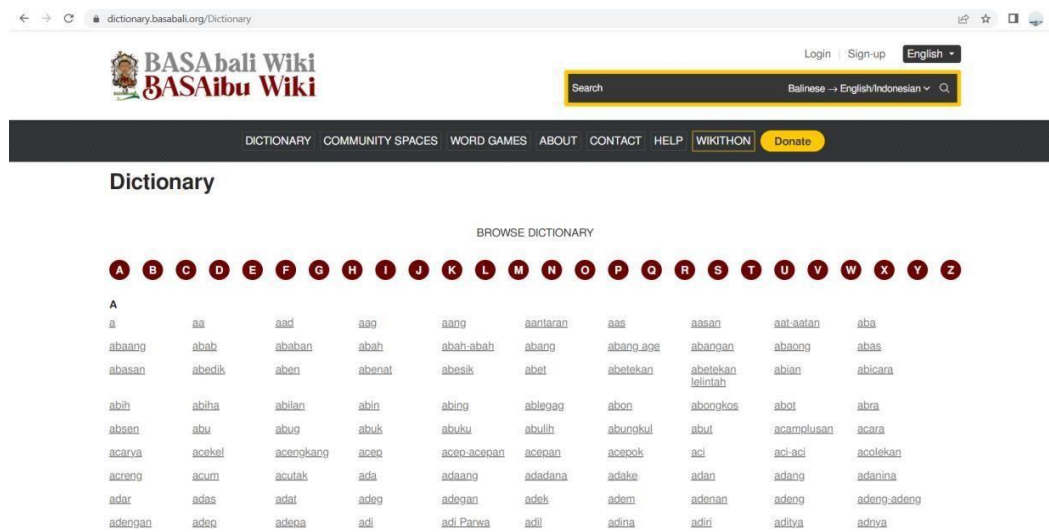 dictionary.basabali.org/Dictionary
BASAbali Wiki
BASAibu Wiki
Login Sign-up English
Search Balinese → English/Indonesian
DICTIONARY COMMUNITY SPACES WORD GAMES ABOUT CONTACT HELP WIKITHON Donate
Dictionary
BROWSE DICTIONARY
A B C D E F G H I J K L M N O P Q R S T U V W X Y Z
A
a aa aad aag aang aantaran aas aasan aat-aatan aba
abaang abab ababan abah abah-abah abang abang age abangan abaong abas
abasan abedik aben abenat abesik abet abetekan abetekan lelintah abian abicara
abih abiha abilan abin abing ablegag abon abongkos abot abra
absen abu abug abuk abuku abulih abungkul abut acamplusan acara
acarya acekel acengkang acep acep-acepan acepan acepok aci aci-aci acolekan
acreng acum acutak ada adaang adadana adake adan adang adanina
adar adas adat adeg adegan adek adem adenan adeng adeng-adeng
adengan adep adepa adi adi Parwa adil adina adiri aditya adnya